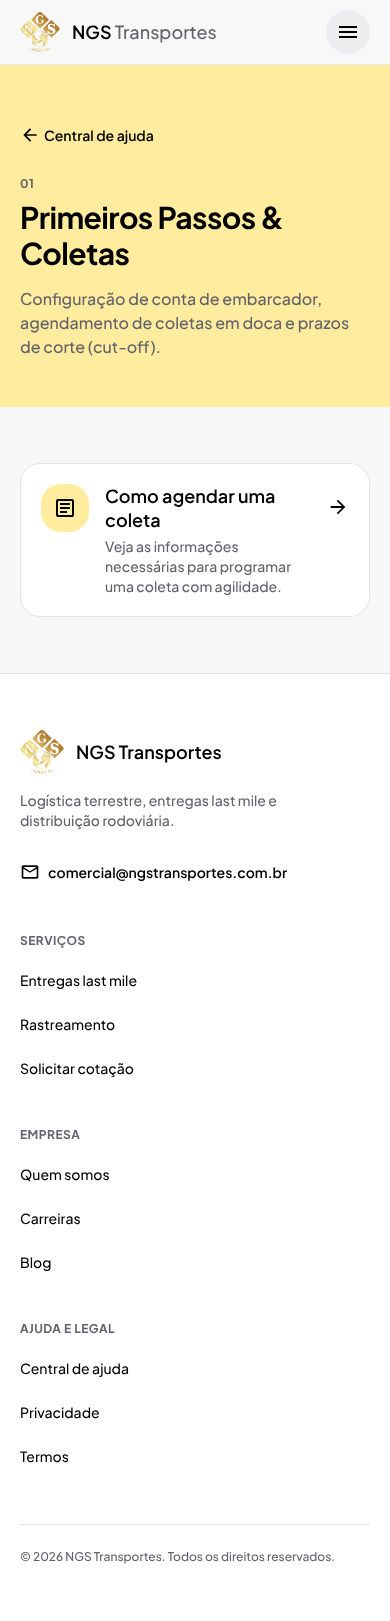 NGS Transportes
Central de ajuda
01
Primeiros Passos &
Coletas
Configuração de conta de embarcador,
agendamento de coletas em doca e prazos
de corte (cut-off).
Como agendar uma
coleta
Veja as informações
necessárias para programar
uma coleta com agilidade.
NGS Transportes
Logística terrestre, entregas last mile e
distribuição rodoviária.
comercial@ngstransportes.com.br
SERVIÇOS
Entregas last mile
Rastreamento
Solicitar cotação
EMPRESA
Quem somos
Carreiras
Blog
AJUDA E LEGAL
Central de ajuda
Privacidade
Termos
© 2026 NGS Transportes. Todos os direitos reservados.